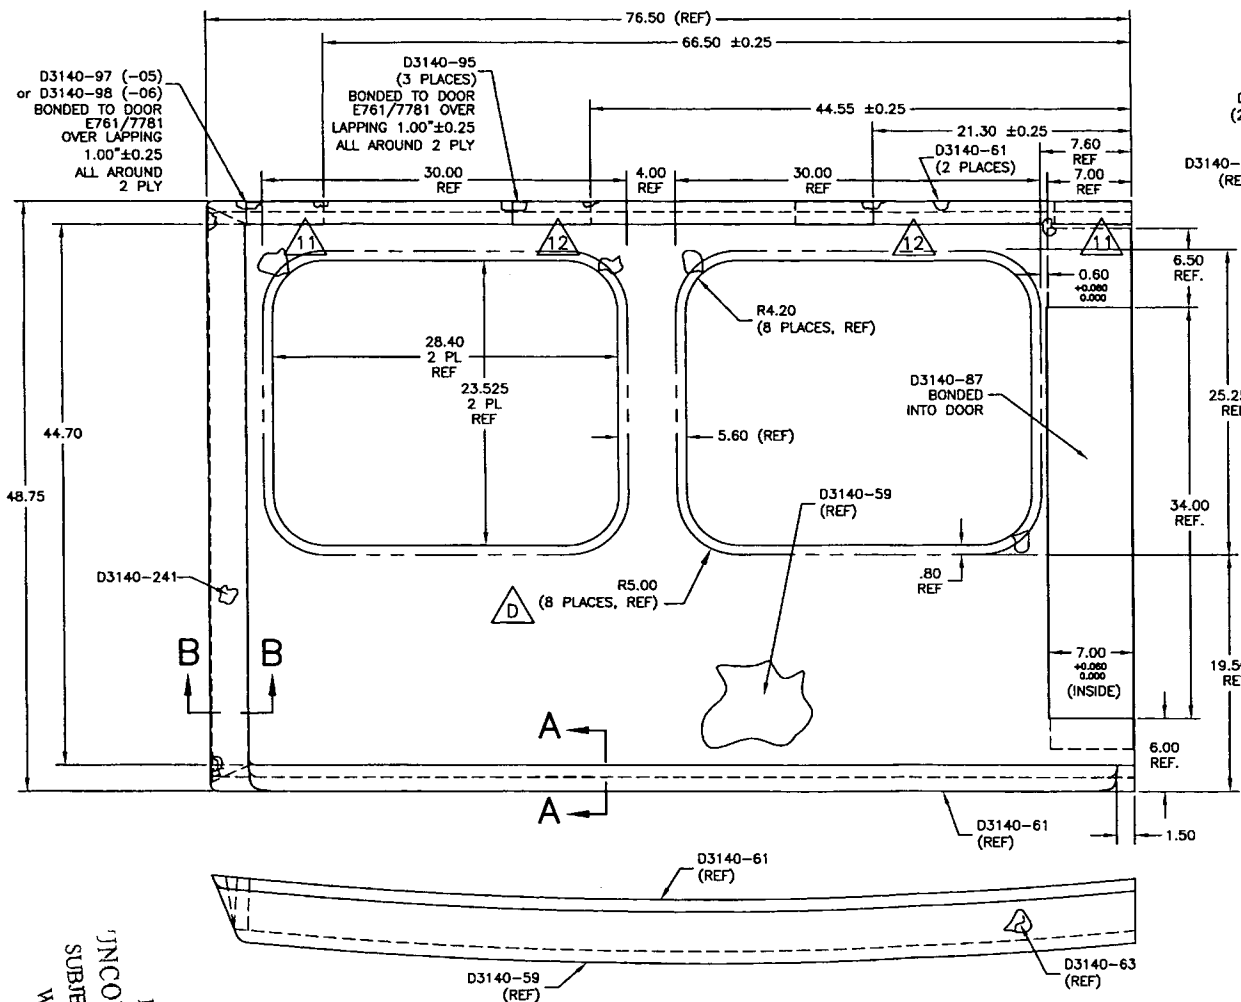 76.50 (REF)
66.50 ±0.25
D3140-97 (-05)
or D3140-98 (-06)
BONDED TO DOOR
E761/7781
OVER LAPPING
1.00"±0.25
ALL AROUND
2 PLY
D3140-95
(3 PLACES)
BONDED TO DOOR
E761/7781 OVER
LAPPING 1.00"±0.25
ALL AROUND 2 PLY
44.55 ±0.25
21.30 ±0.25
D3140-61
(2 PLACES)
7.60
REF
7.00
REF
D3140-
30.00
REF
4.00
REF
30.00
REF
11
12
12
11
6.50
REF.
0.60
+0.060
0.000
R4.20
(8 PLACES, REF)
28.40
2 PL
REF
23.525
2 PL
REF
D3140-87
BONDED
INTO DOOR
25.25
44.70
5.60 (REF)
48.75
D3140-59
(REF)
34.00
REF.
D3140-241
D
R5.00
(8 PLACES, REF)
.80
REF
B B
7.00
+0.060
0.000
(INSIDE)
A
6.00
REF.
A
D3140-61
(REF)
1.50
D3140-61
(REF)
D3140-59
(REF)
D3140-63
(REF)